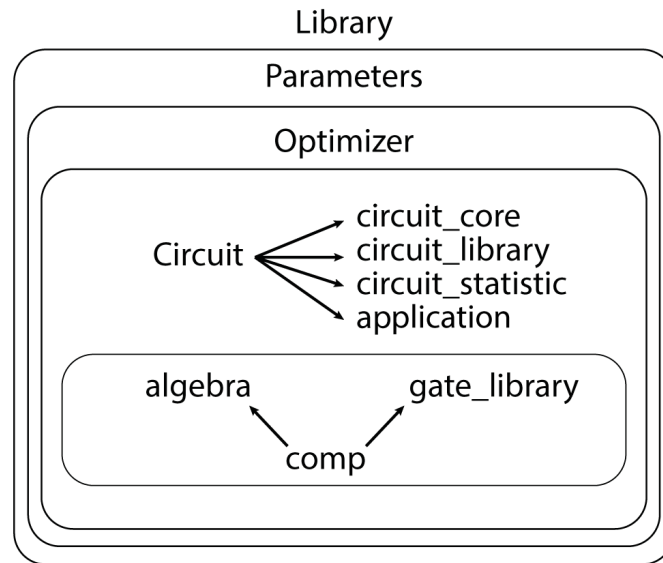 Library
Parameters
Optimizer
Circuit
circuit_core
circuit_library
circuit_statistic
application
algebra
gate_library
comp